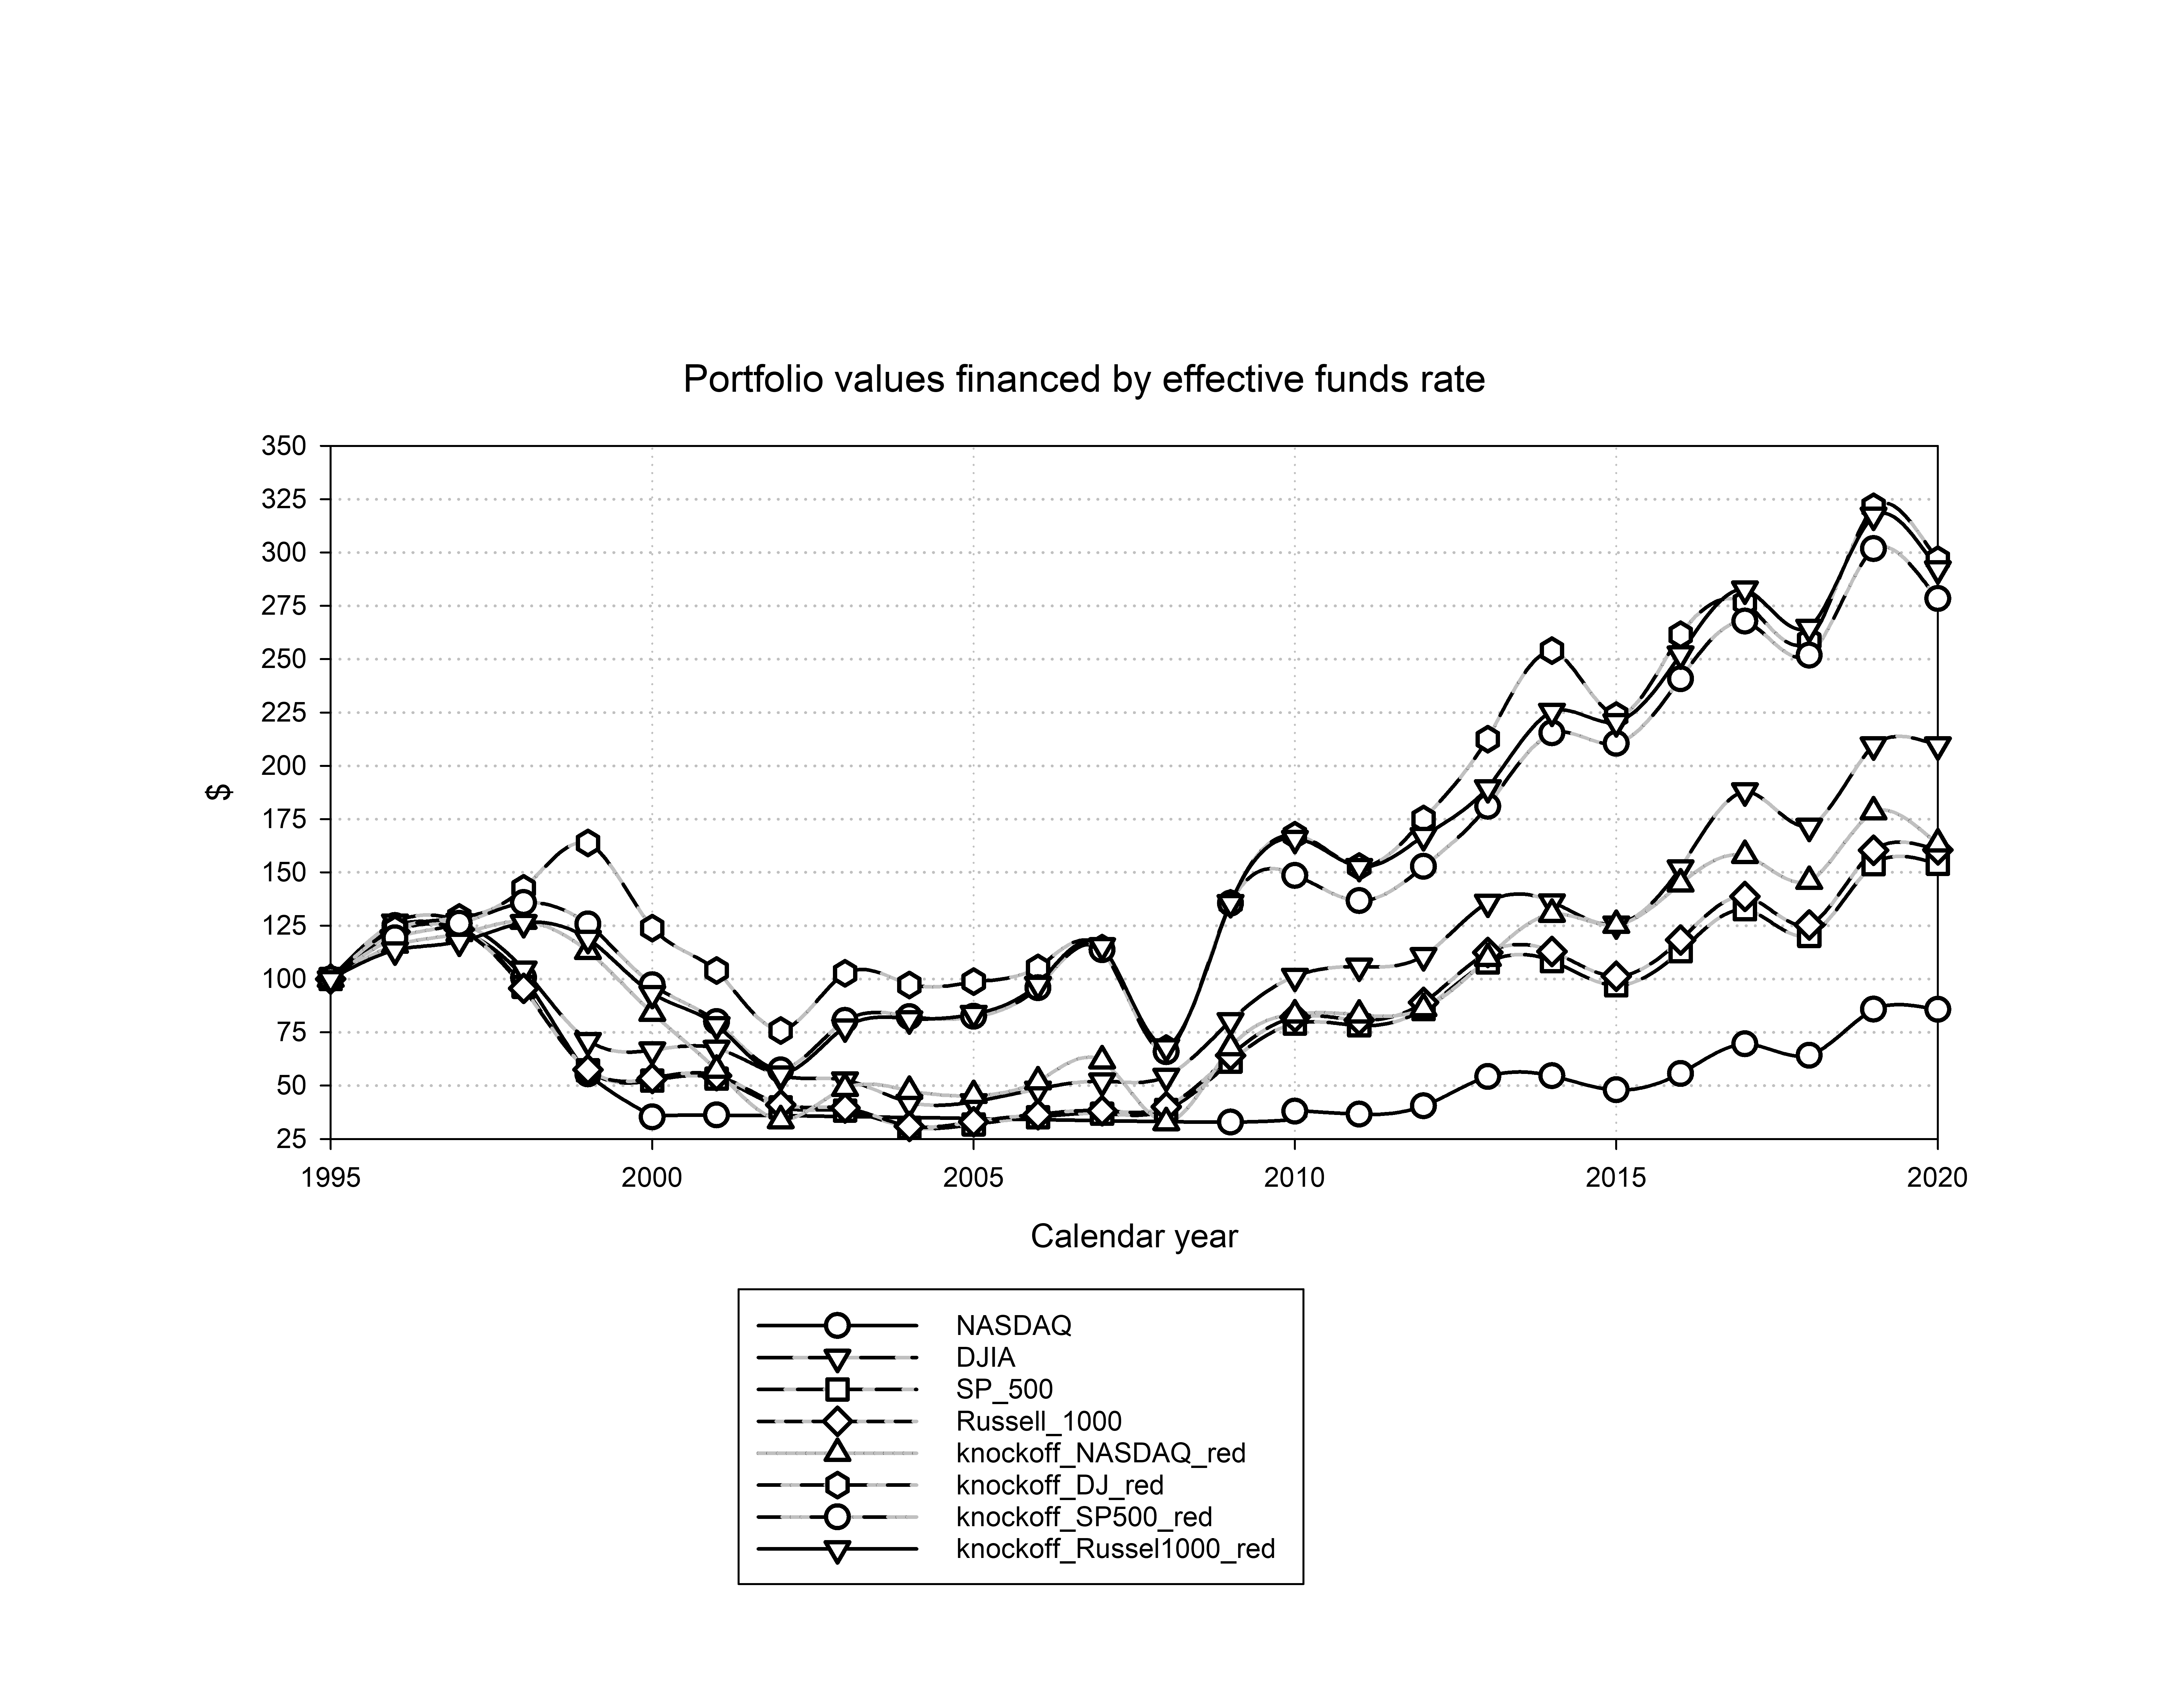 Portfolio values financed by effective funds rate
350
325
300
275
250
225
200
175
150
125
100
75
50
25
$
1995 2000 2005 2010 2015 2020
Calendar year
NASDAQ
DJIA
SP_500
Russell_1000
knockoff_NASDAQ_red
knockoff_DJ_red
knockoff_SP500_red
knockoff_Russel1000_red